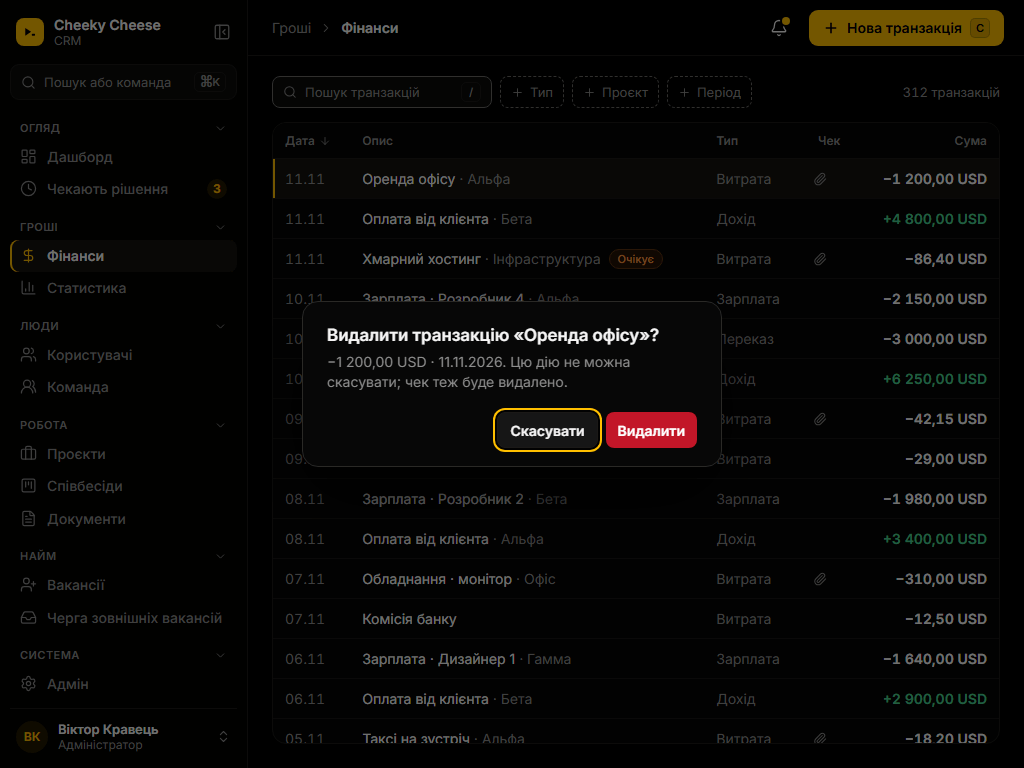 Cheeky Cheese
CRM
Пошук або команда ⌘K
ОГЛЯД
Дашборд
Чекають рішення 3
ГРОШІ
Фінанси
Статистика
ЛЮДИ
Користувачі
Команда
РОБОТА
Проєкти
Співбесіди
Документи
НАЙМ
Вакансії
Черга зовнішніх вакансій
СИСТЕМА
Адмін
ВК
Віктор Кравець
Адміністратор
Гроші Фінанси
+ Нова транзакція C
Пошук транзакцій / + Тип + Проєкт + Період 312 транзакцій
Дата ↓ Опис Тип Чек Сума
11.11 Оренда офісу · Альфа Витрата −1 200,00 USD
11.11 Оплата від клієнта · Бета Дохід +4 800,00 USD
11.11 Хмарний хостинг · Інфраструктура Очікує Витрата −86,40 USD
10.11 Зарплата · Розробник 4 · Альфа Зарплата −2 150,00 USD
10 Переказ −3 000,00 USD
10 Дохід +6 250,00 USD
09 Витрата −42,15 USD
09. Витрата −29,00 USD
Видалити транзакцію «Оренда офісу»?
−1 200,00 USD · 11.11.2026. Цю дію не можна
скасувати; чек теж буде видалено.
Скасувати Видалити
08.11 Зарплата · Розробник 2 · Бета Зарплата −1 980,00 USD
08.11 Оплата від клієнта · Альфа Дохід +3 400,00 USD
07.11 Обладнання · монітор · Офіс Витрата −310,00 USD
07.11 Комісія банку Витрата −12,50 USD
06.11 Зарплата · Дизайнер 1 · Гамма Зарплата −1 640,00 USD
06.11 Оплата від клієнта · Бета Дохід +2 900,00 USD
05.11 Таксі на зустріч · Альфа Витрата −18,20 USD